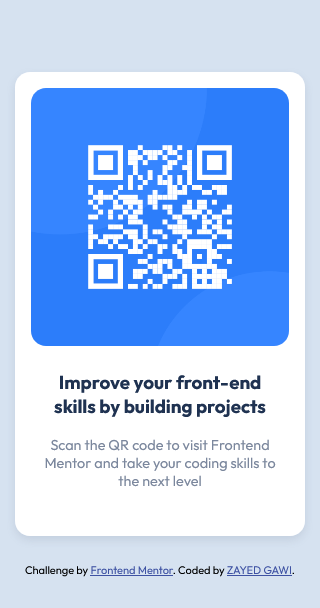 Improve your front-end
skills by building projects
Scan the QR code to visit Frontend
Mentor and take your coding skills to
the next level
Challenge by Frontend Mentor. Coded by ZAYED GAWI.